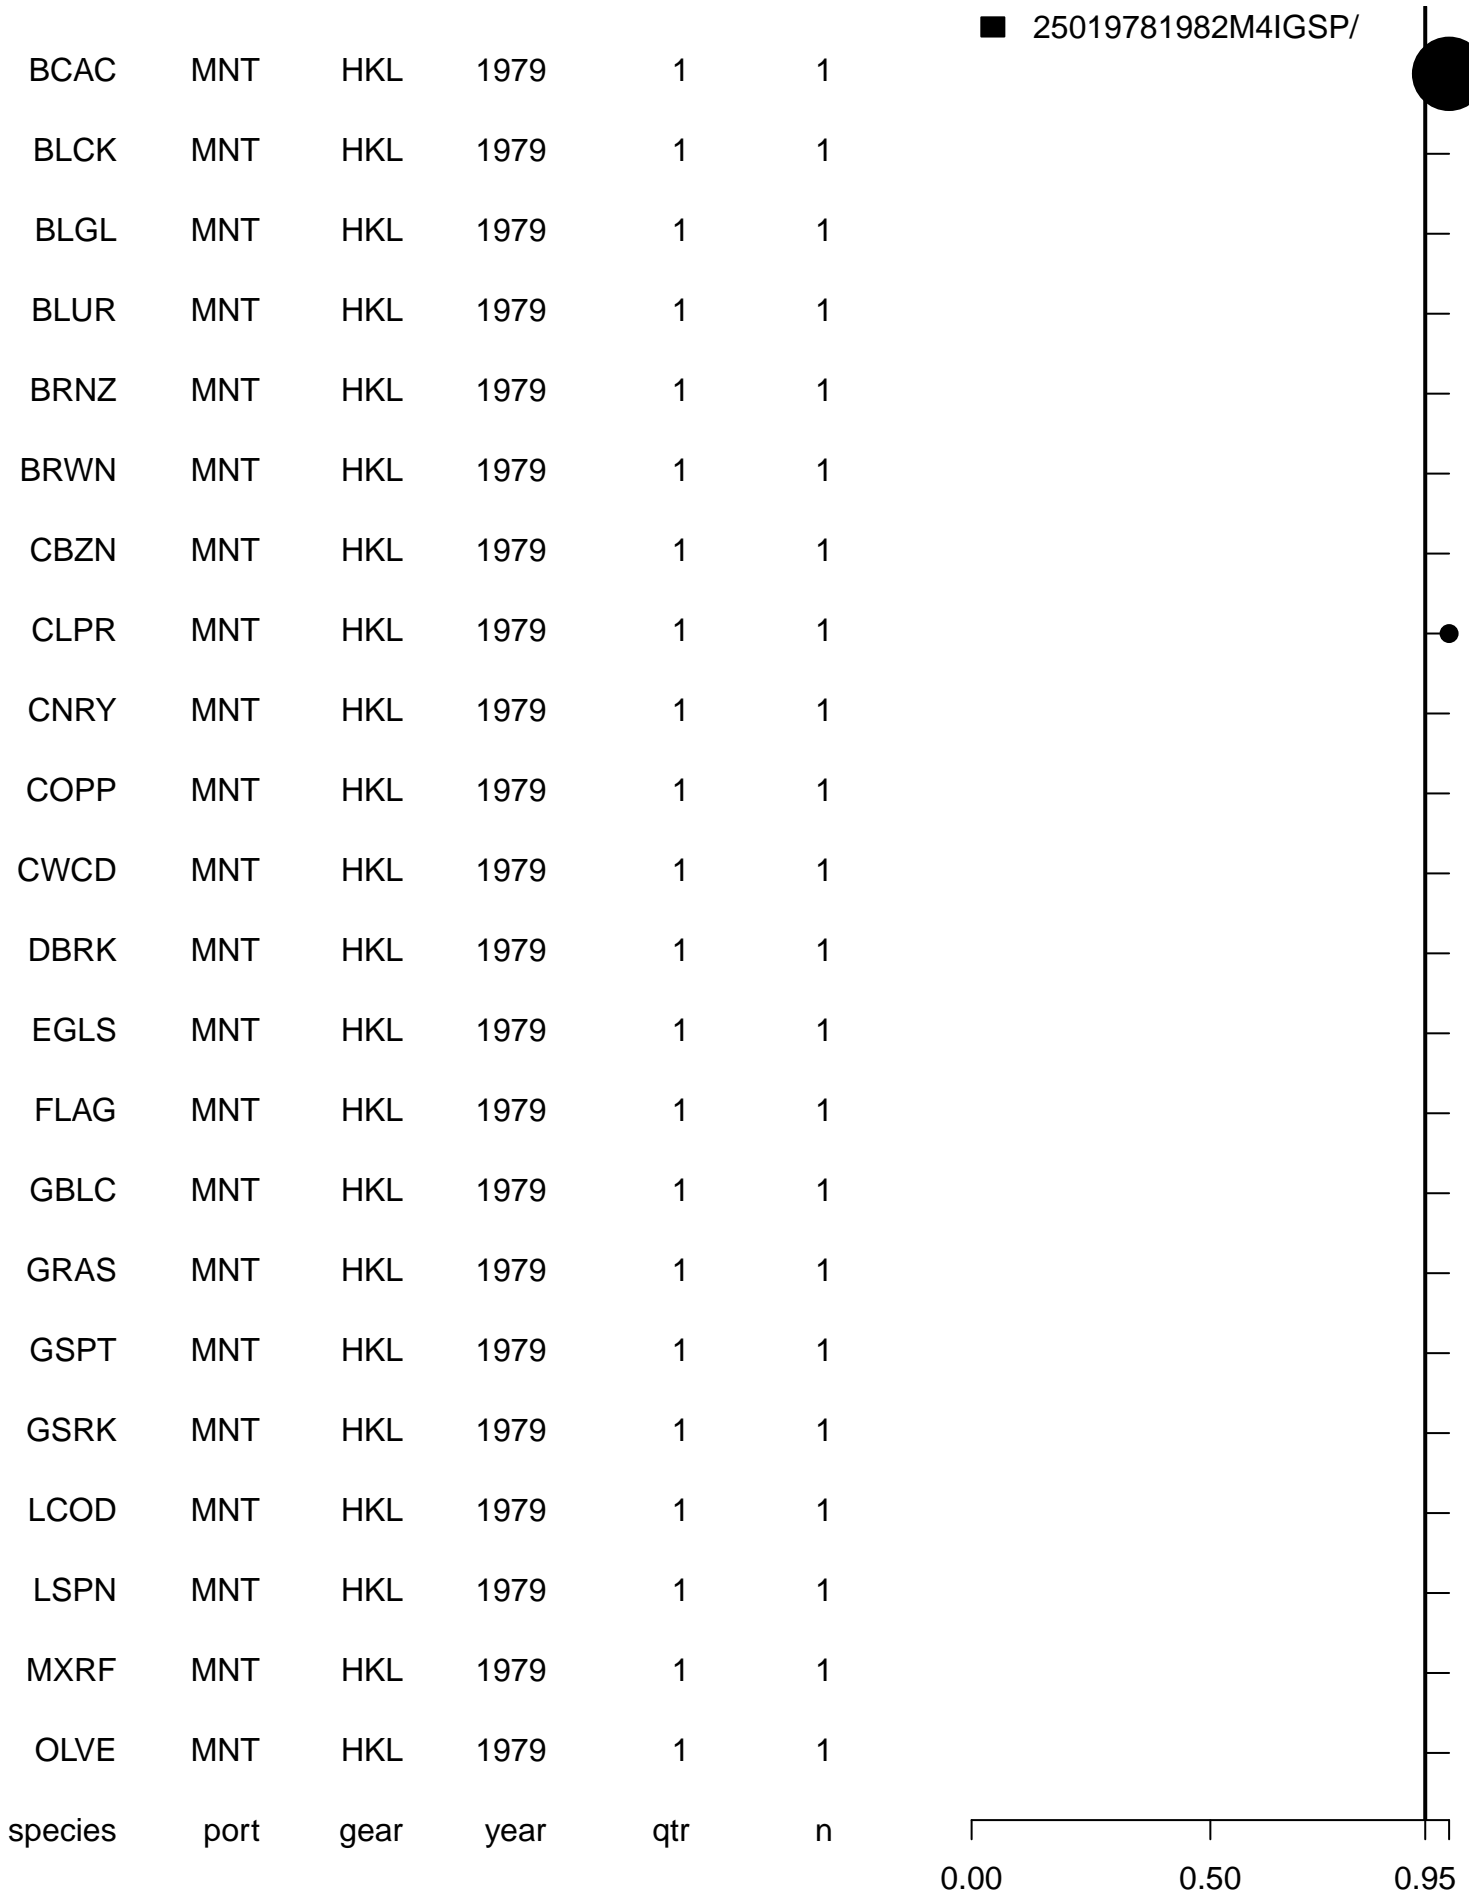 25019781982M4IGSP/
BCAC MNT HKL 1979 1 1
BLCK MNT HKL 1979 1 1
BLGL MNT HKL 1979 1 1
BLUR MNT HKL 1979 1 1
BRNZ MNT HKL 1979 1 1
BRWN MNT HKL 1979 1 1
CBZN MNT HKL 1979 1 1
CLPR MNT HKL 1979 1 1
CNRY MNT HKL 1979 1 1
COPP MNT HKL 1979 1 1
CWCD MNT HKL 1979 1 1
DBRK MNT HKL 1979 1 1
EGLS MNT HKL 1979 1 1
FLAG MNT HKL 1979 1 1
GBLC MNT HKL 1979 1 1
GRAS MNT HKL 1979 1 1
GSPT MNT HKL 1979 1 1
GSRK MNT HKL 1979 1 1
LCOD MNT HKL 1979 1 1
LSPN MNT HKL 1979 1 1
MXRF MNT HKL 1979 1 1
OLVE MNT HKL 1979 1 1
species port gear year qtr n
0.00 0.50 0.95